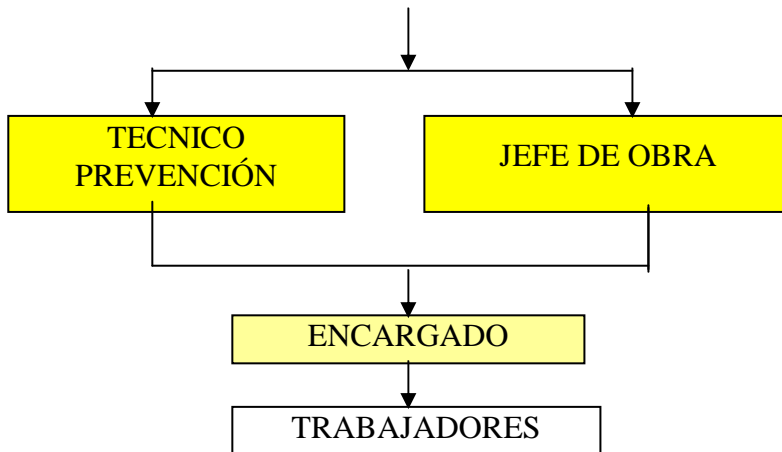 TECNICO
PREVENCIÓN
JEFE DE OBRA
ENCARGADO
TRABAJADORES